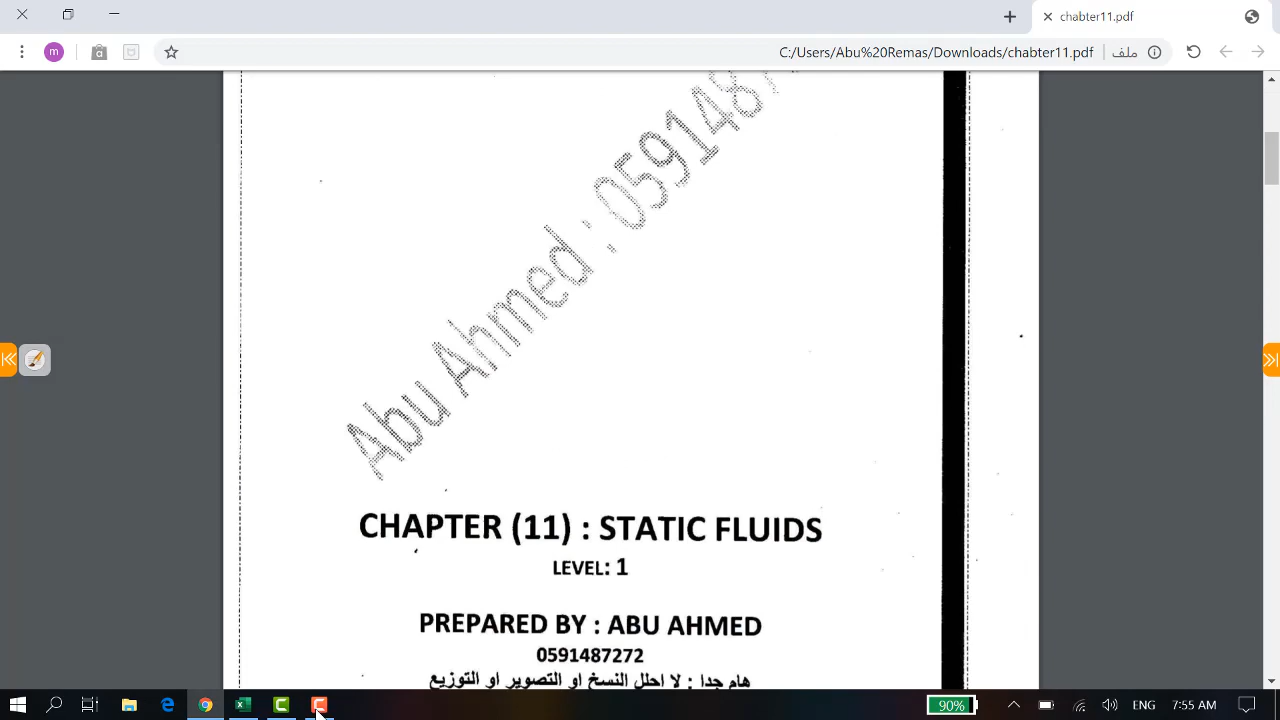 chabter11.pdf
C:/Users/Abu%20Remas/Downloads/chabter11.pdf
ملف
m
Abu Ahmed : 059148
CHAPTER (11) : STATIC FLUIDS
LEVEL: 1
PREPARED BY : ABU AHMED
0591487272
هام جدا : لا احلل النسخ او التصوير او التوزيع
90%
ENG
7:55 AM